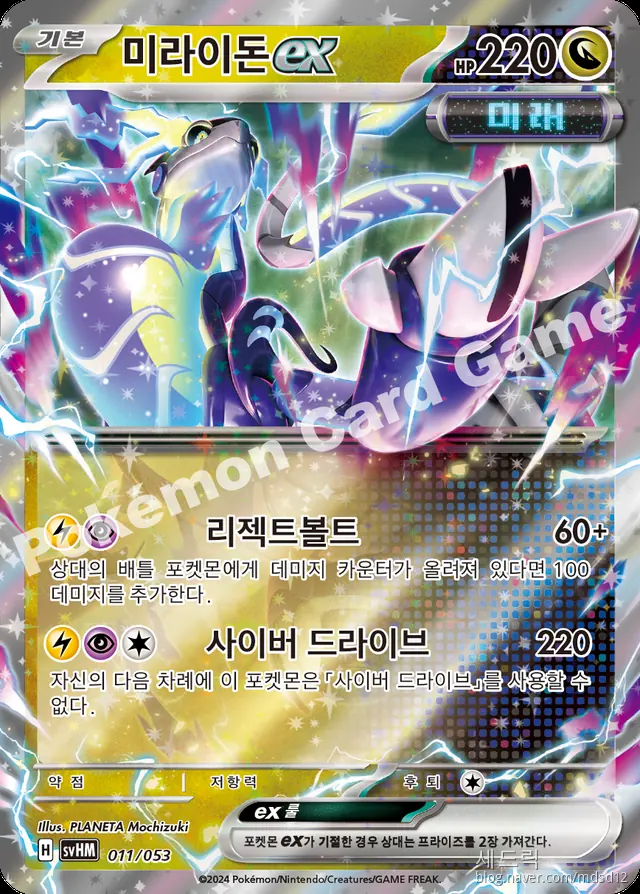 기본 미라이돈ex HP220
미래
리젝트볼트 60+
상대의 배틀 포켓몬에게 데미지 카운터가 올려져 있다면 100
데미지를 추가한다.
사이버 드라이브 220
자신의 다음 차례에 이 포켓몬은 「사이버 드라이브」를 사용할 수
없다.
약점 저항력 후퇴
ex 룰
포켓몬 ex가 기절한 경우 상대는 프라이즈를 2장 가져간다.
Illus. PLANETA Mochizuki
H svHM 011/053
©2024 Pokémon/Nintendo/Creatures/GAME FREAK.
Pokémon Card Game
세드릭
blog.naver.com/mdsd12